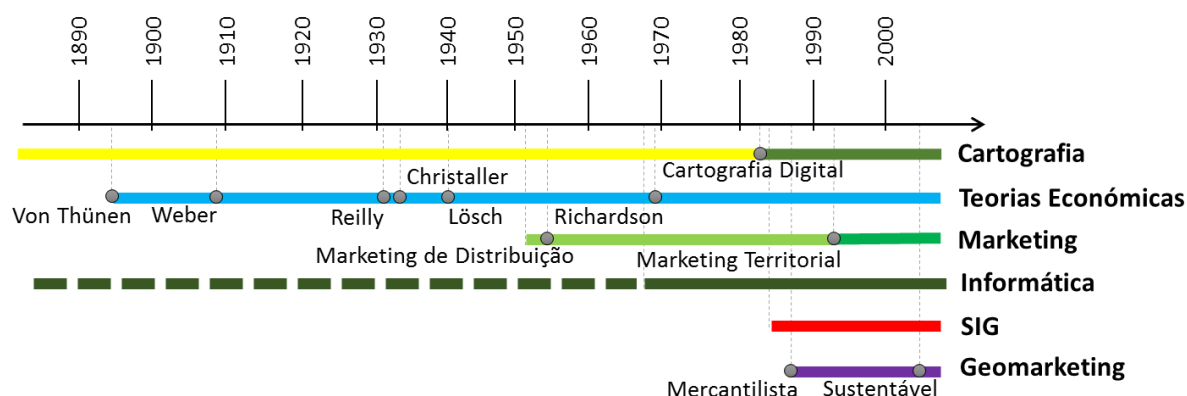 1890
1900
1910
1920
1930
1940
1950
1960
1970
1980
1990
2000
Cartografia
Cartografia Digital
Christaller
Teorias Económicas
Von Thünen
Weber
Reilly
Lösch
Richardson
Marketing
Marketing de Distribuição
Marketing Territorial
Informática
SIG
Geomarketing
Mercantilista
Sustentável